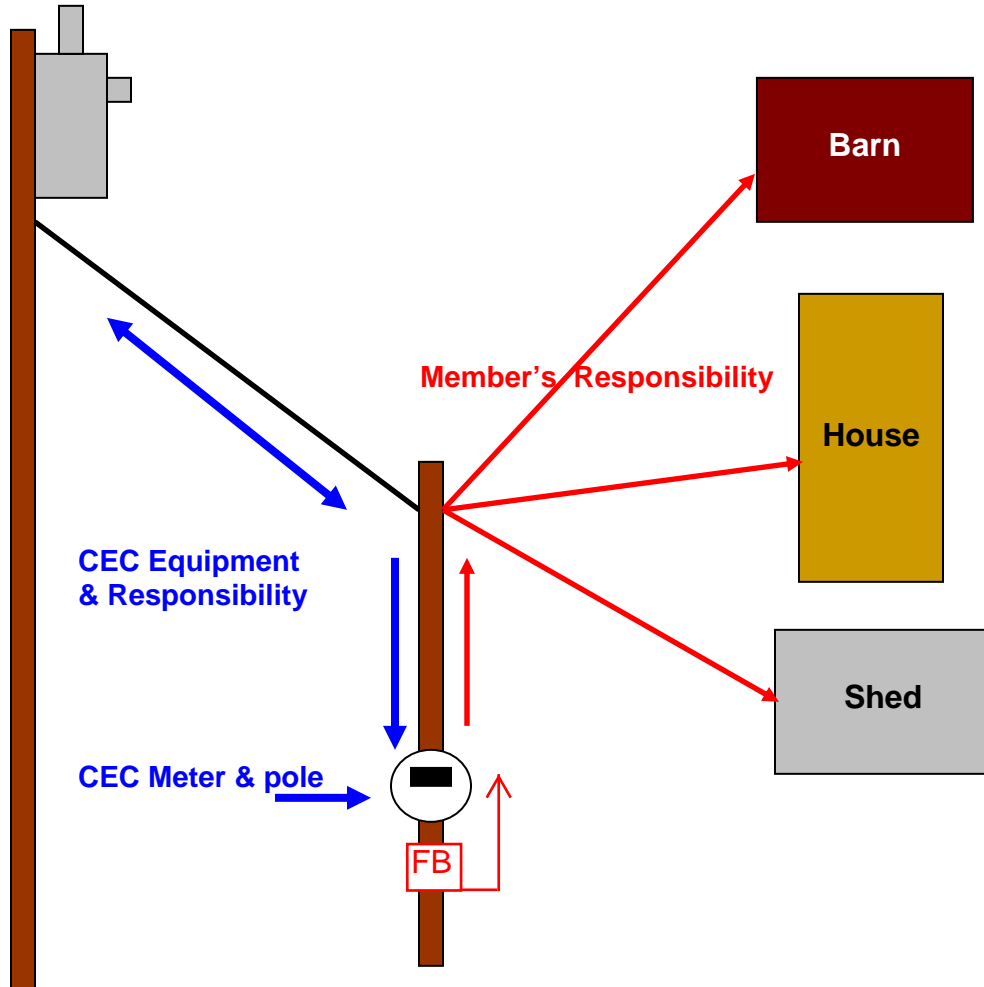 Barn
Member’s Responsibility
House
CEC Equipment
& Responsibility
Shed
CEC Meter & pole
FB